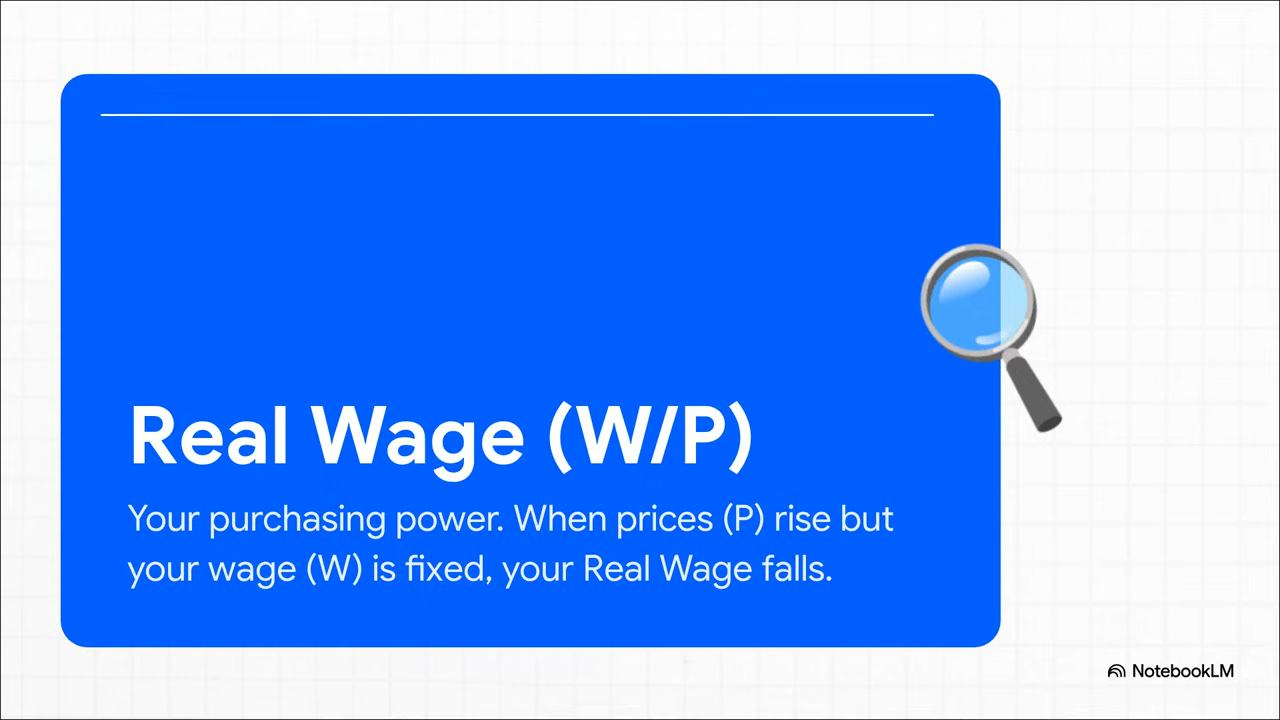 Real Wage (W/P)
Your purchasing power. When prices (P) rise but
your wage (W) is fixed, your Real Wage falls.
NotebookLM